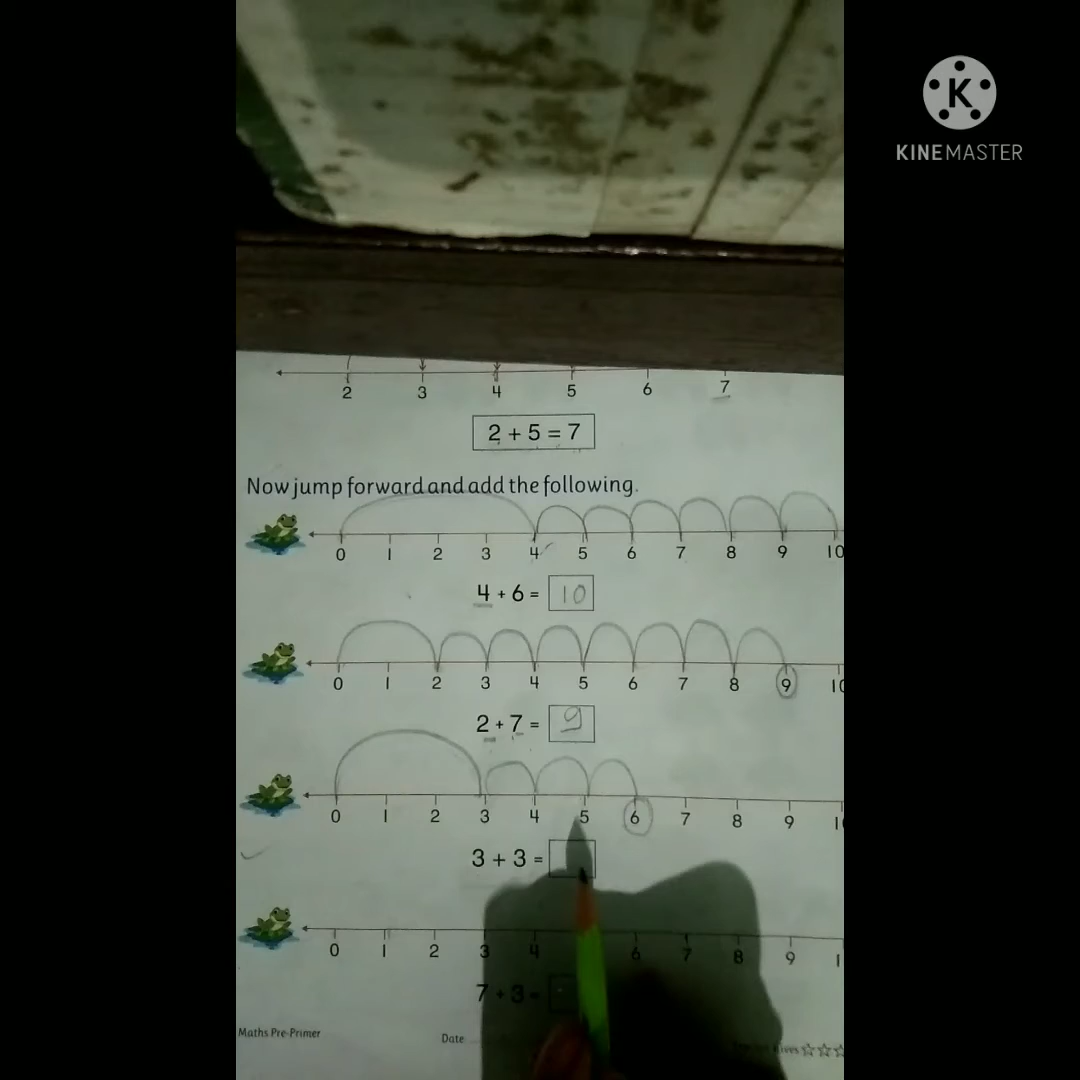 KINEMASTER
2 3 4 5 6 7
2 + 5 = 7
Now jump forward and add the following.
0 1 2 3 4 5 6 7 8 9 10
4 + 6 = 10
0 1 2 3 4 5 6 7 8 9 10
2 + 7 = 9
0 1 2 3 4 5 6 7 8 9
3 + 3 =
0 1 2 3 4 6 7 8 9
7 + 3 =
Maths Pre-Primer
Date